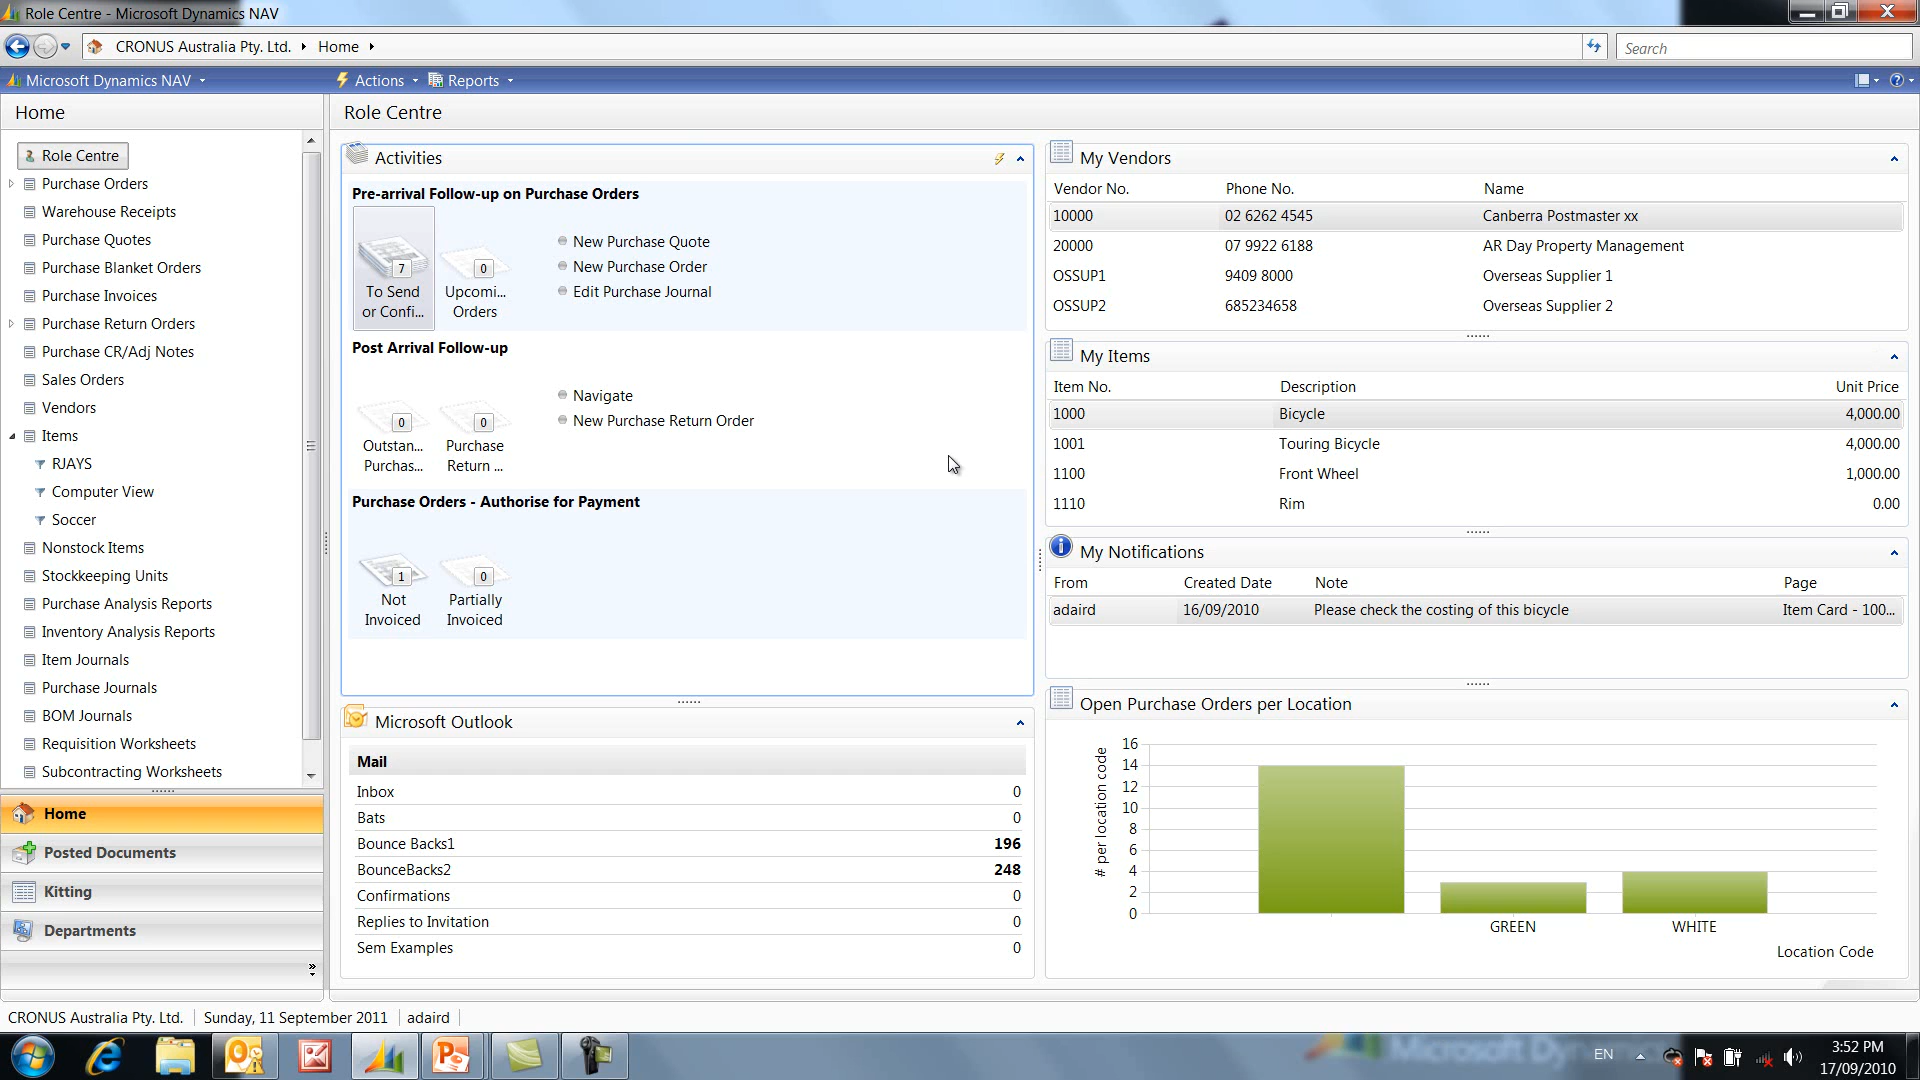 Role Centre - Microsoft Dynamics NAV
CRONUS Australia Pty. Ltd. Home
Search
Microsoft Dynamics NAV
Actions Reports
Home
Role Centre
Purchase Orders
Warehouse Receipts
Purchase Quotes
Purchase Blanket Orders
Purchase Invoices
Purchase Return Orders
Purchase CR/Adj Notes
Sales Orders
Vendors
Items
RJAYS
Computer View
Soccer
Nonstock Items
Stockkeeping Units
Purchase Analysis Reports
Inventory Analysis Reports
Item Journals
Purchase Journals
BOM Journals
Requisition Worksheets
Subcontracting Worksheets
Home
Posted Documents
Kitting
Departments
Role Centre
Activities
Pre-arrival Follow-up on Purchase Orders
7
To Send
or Confi...
0
Upcomi...
Orders
New Purchase Quote
New Purchase Order
Edit Purchase Journal
Post Arrival Follow-up
0
Outstan...
Purchas...
0
Purchase
Return ...
Navigate
New Purchase Return Order
Purchase Orders - Authorise for Payment
1
Not
Invoiced
0
Partially
Invoiced
Microsoft Outlook
Mail
Inbox 0
Bats 0
Bounce Backs1 196
BounceBacks2 248
Confirmations 0
Replies to Invitation 0
Sem Examples 0
My Vendors
Vendor No. Phone No. Name
10000 02 6262 4545 Canberra Postmaster xx
20000 07 9922 6188 AR Day Property Management
OSSUP1 9409 8000 Overseas Supplier 1
OSSUP2 685234658 Overseas Supplier 2
My Items
Item No. Description Unit Price
1000 Bicycle 4,000.00
1001 Touring Bicycle 4,000.00
1100 Front Wheel 1,000.00
1110 Rim 0.00
My Notifications
From Created Date Note Page
adaird 16/09/2010 Please check the costing of this bicycle Item Card - 100...
Open Purchase Orders per Location
# per location code
16
14
12
10
8
6
4
2
0
GREEN WHITE
Location Code
CRONUS Australia Pty. Ltd. Sunday, 11 September 2011 adaird
Microsoft Dy
EN
3:52 PM
17/09/2010